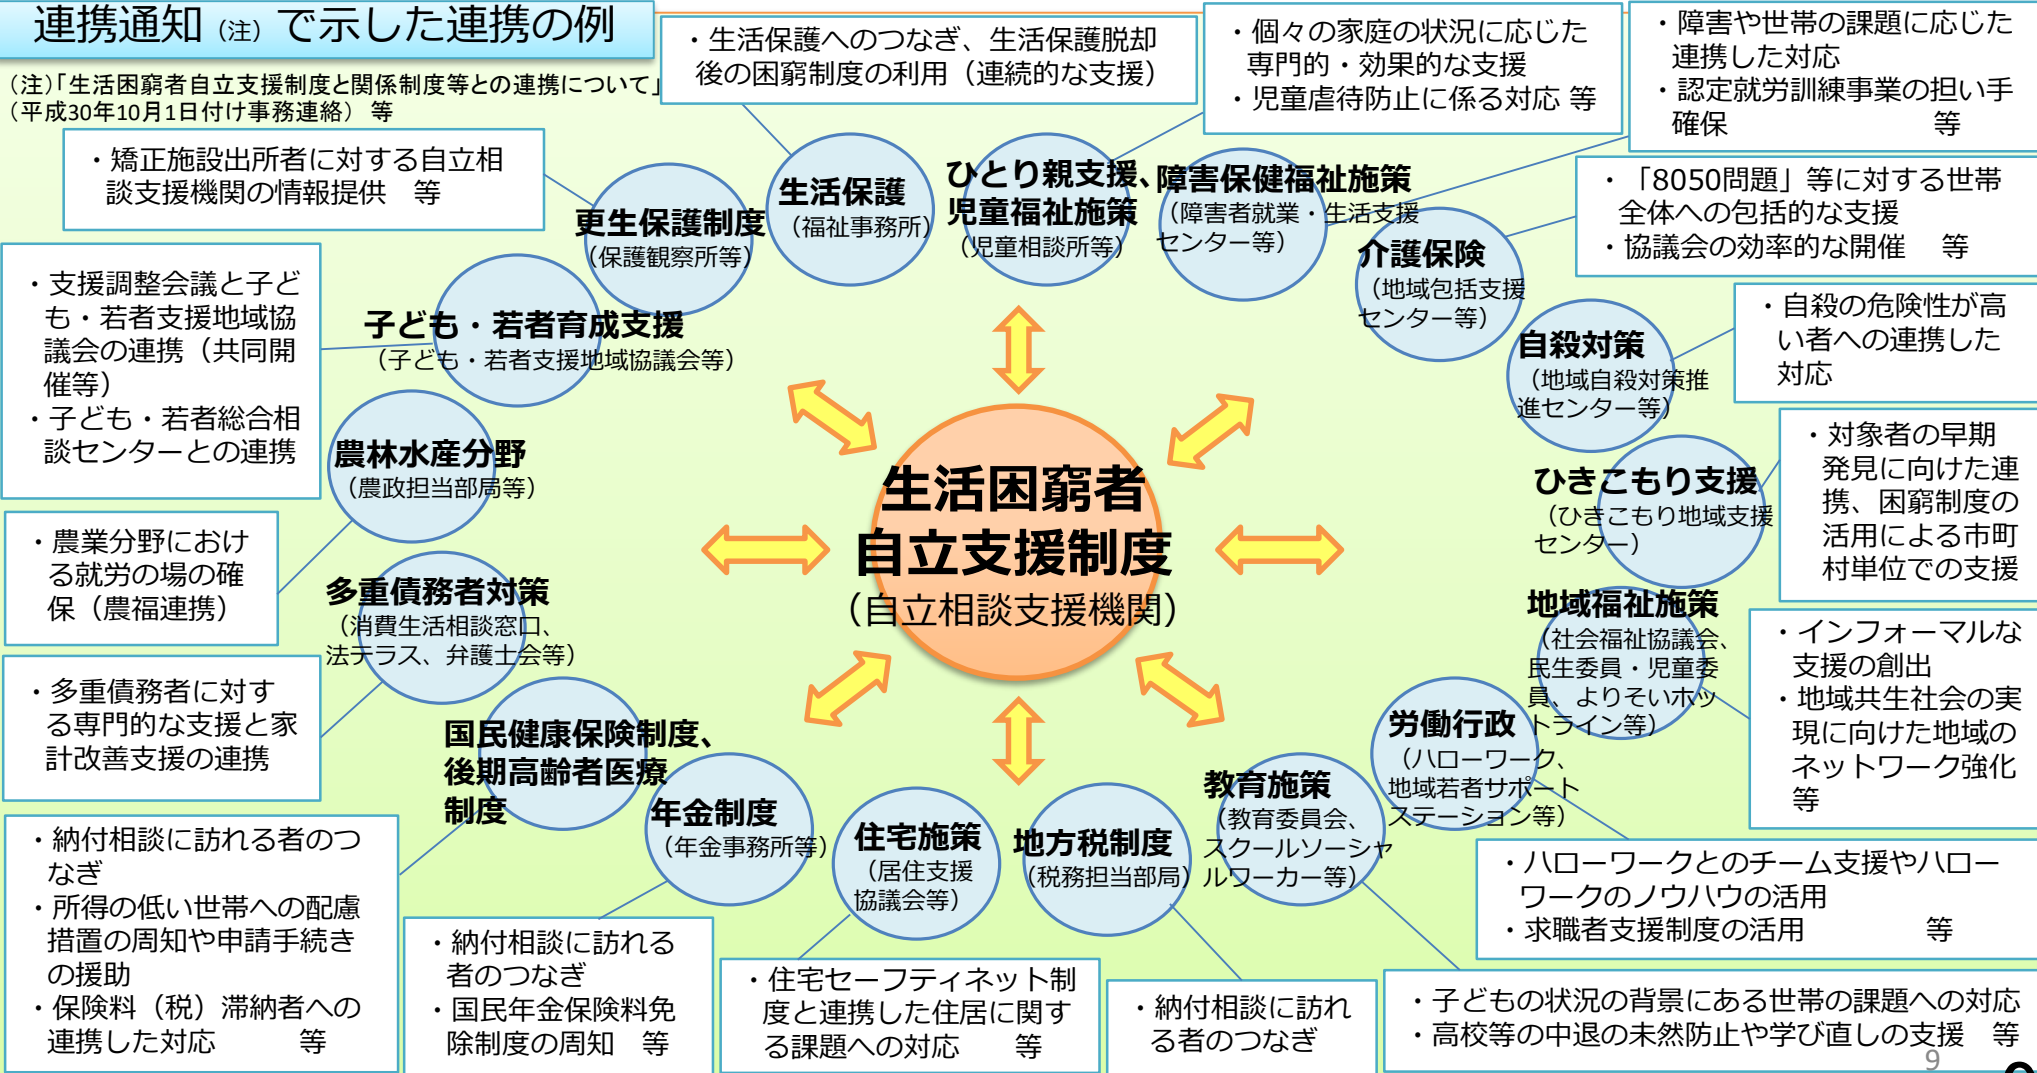 連携通知（注）で示した連携の例
（注）「生活困窮者自立支援制度と関係制度等との連携について」
（平成30年10月1日付け事務連絡） 等
・生活保護へのつなぎ、生活保護脱却
後の困窮制度の利用（連続的な支援）
・個々の家庭の状況に応じた
専門的・効果的な支援
・児童虐待防止に係る対応 等
・障害や世帯の課題に応じた
連携した対応
・認定就労訓練事業の担い手
確保 等
・矯正施設出所者に対する自立相
談支援機関の情報提供 等
・「8050問題」等に対する世帯
全体への包括的な支援
・協議会の効率的な開催 等
更生保護制度
（保護観察所等）
生活保護
（福祉事務所）
ひとり親支援、
児童福祉施策
（児童相談所等）
障害保健福祉施策
（障害者就業・生活支援
センター等）
介護保険
（地域包括支援
センター等）
・支援調整会議と子ど
も・若者支援地域協
議会の連携（共同開
催等）
・子ども・若者総合相
談センターとの連携
子ども・若者育成支援
（子ども・若者支援地域協議会等）
自殺対策
（地域自殺対策推
進センター等）
・自殺の危険性が高
い者への連携した
対応
農林水産分野
（農政担当部局等）
・農業分野におけ
る就労の場の確
保（農福連携）
生活困窮者
自立支援制度
（自立相談支援機関）
ひきこもり支援
（ひきこもり地域支援
センター）
・対象者の早期
発見に向けた連
携、困窮制度の
活用による市町
村単位での支援
多重債務者対策
（消費生活相談窓口、
法テラス、弁護士会等）
・多重債務者に対す
る専門的な支援と家
計改善支援の連携
地域福祉施策
（社会福祉協議会、
民生委員・児童委
員、よりそいホッ
トライン等）
・インフォーマルな
支援の創出
・地域共生社会の実
現に向けた地域の
ネットワーク強化
等
国民健康保険制度、
後期高齢者医療
制度
年金制度
（年金事務所等）
住宅施策
（居住支援
協議会等）
地方税制度
（税務担当部局）
教育施策
（教育委員会、
スクールソーシャ
ルワーカー等）
労働行政
（ハローワーク、
地域若者サポート
ステーション等）
・納付相談に訪れる者のつ
なぎ
・所得の低い世帯への配慮
措置の周知や申請手続き
の援助
・保険料（税）滞納者への
連携した対応 等
・納付相談に訪れる
者のつなぎ
・国民年金保険料免
除制度の周知 等
・住宅セーフティネット制
度と連携した住居に関す
る課題への対応 等
・納付相談に訪れ
る者のつなぎ
・ハローワークとのチーム支援やハロー
ワークのノウハウの活用
・求職者支援制度の活用 等
・子どもの状況の背景にある世帯の課題への対応
・高校等の中退の未然防止や学び直しの支援 等
9